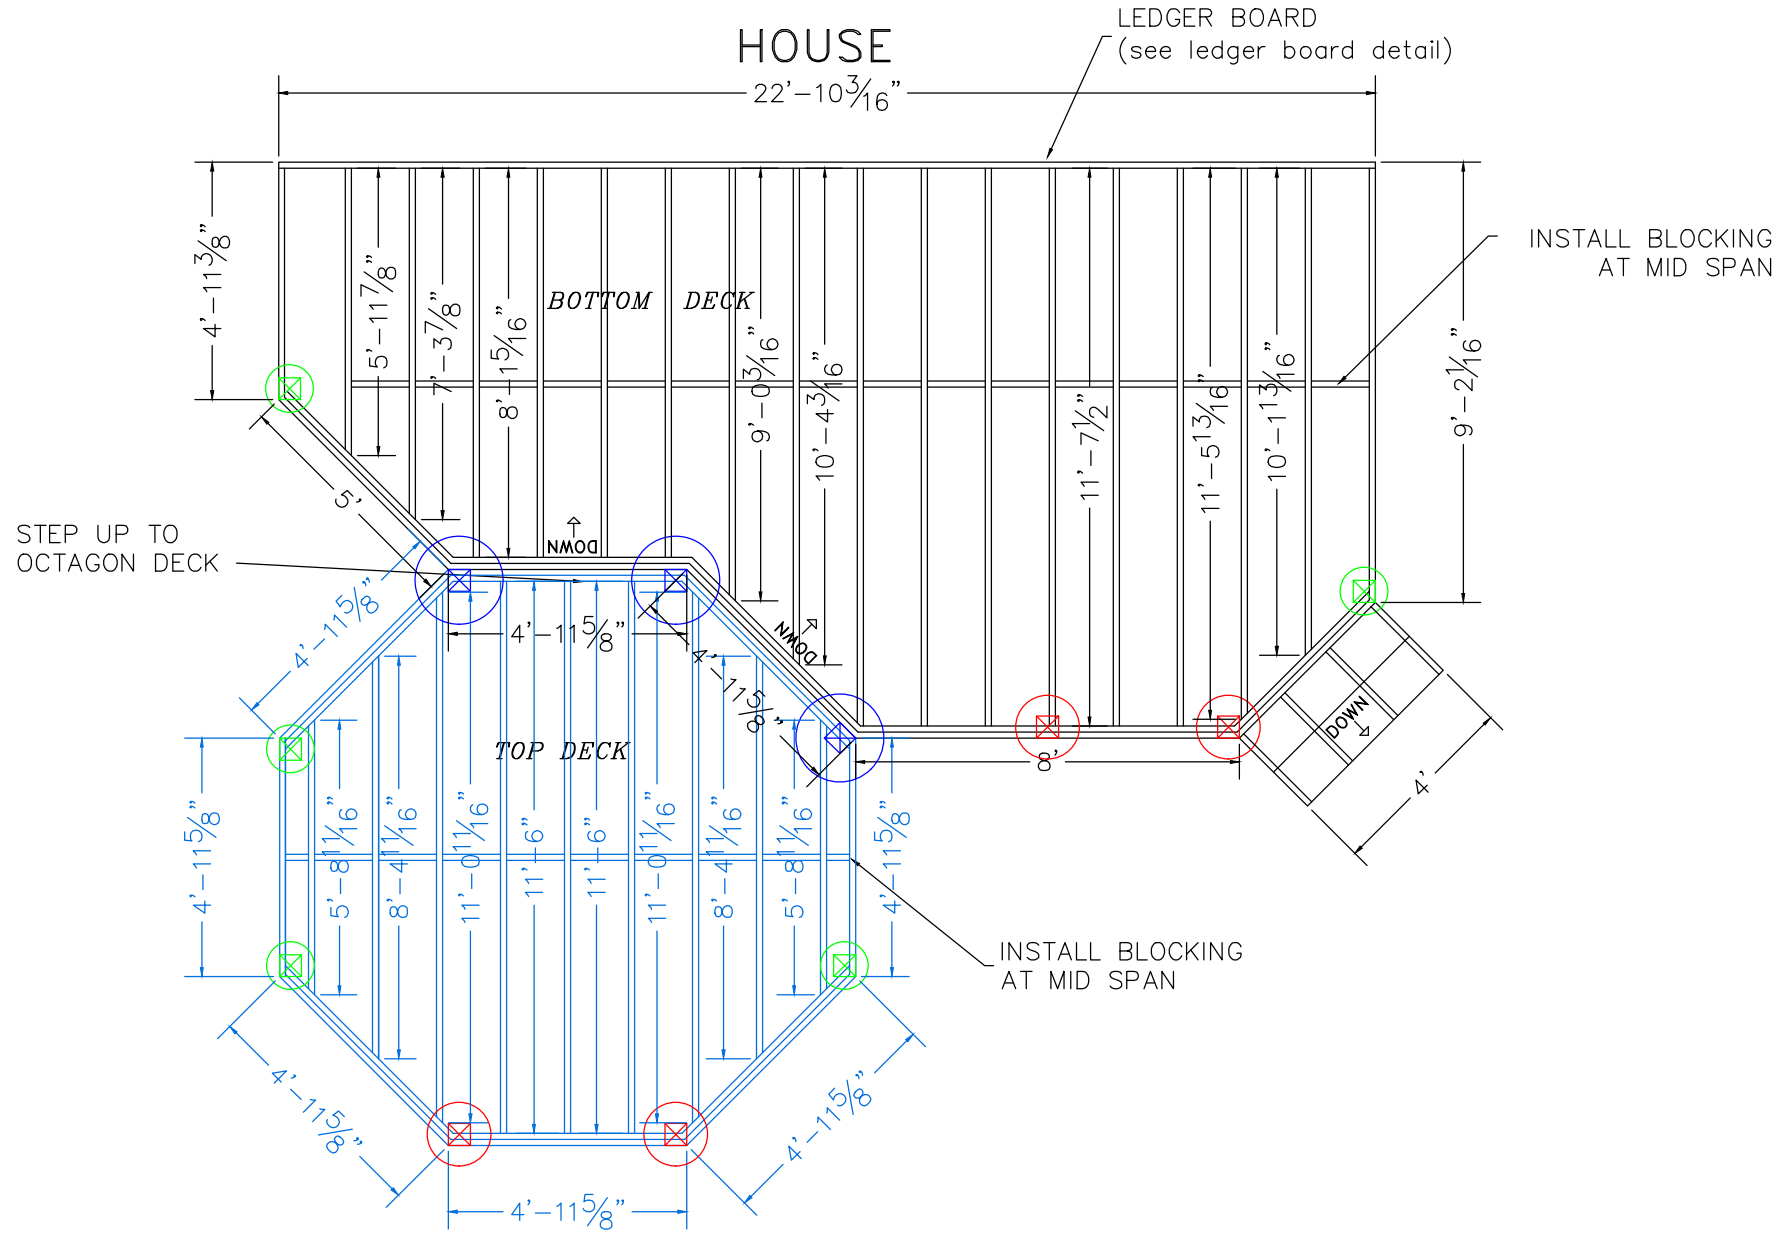 LEDGER BOARD
(see ledger board detail)
HOUSE
22'-10 3/16"
INSTALL BLOCKING
AT MID SPAN
4'-11 3/8"
5'-11 7/8"
7'-3 7/8"
8'-1 5/16"
BOTTOM DECK
9'-0 3/16"
10'-4 3/16"
11'-7 1/2"
11'-5 13/16"
10'-1 13/16"
9'-2 1/16"
5'
STEP UP TO
OCTAGON DECK
DOWN
DOWN
4'-11 5/8"
4'-11 5/8"
4'-11 5/8"
DOWN
4'
8'
TOP DECK
4'-11 5/8"
5'-8 11/16"
8'-4 11/16"
11'-0 11/16"
11'-6"
11'-6"
11'-0 11/16"
8'-4 11/16"
5'-8 11/16"
4'-11 5/8"
INSTALL BLOCKING
AT MID SPAN
4'-11 5/8"
4'-11 5/8"
4'-11 5/8"